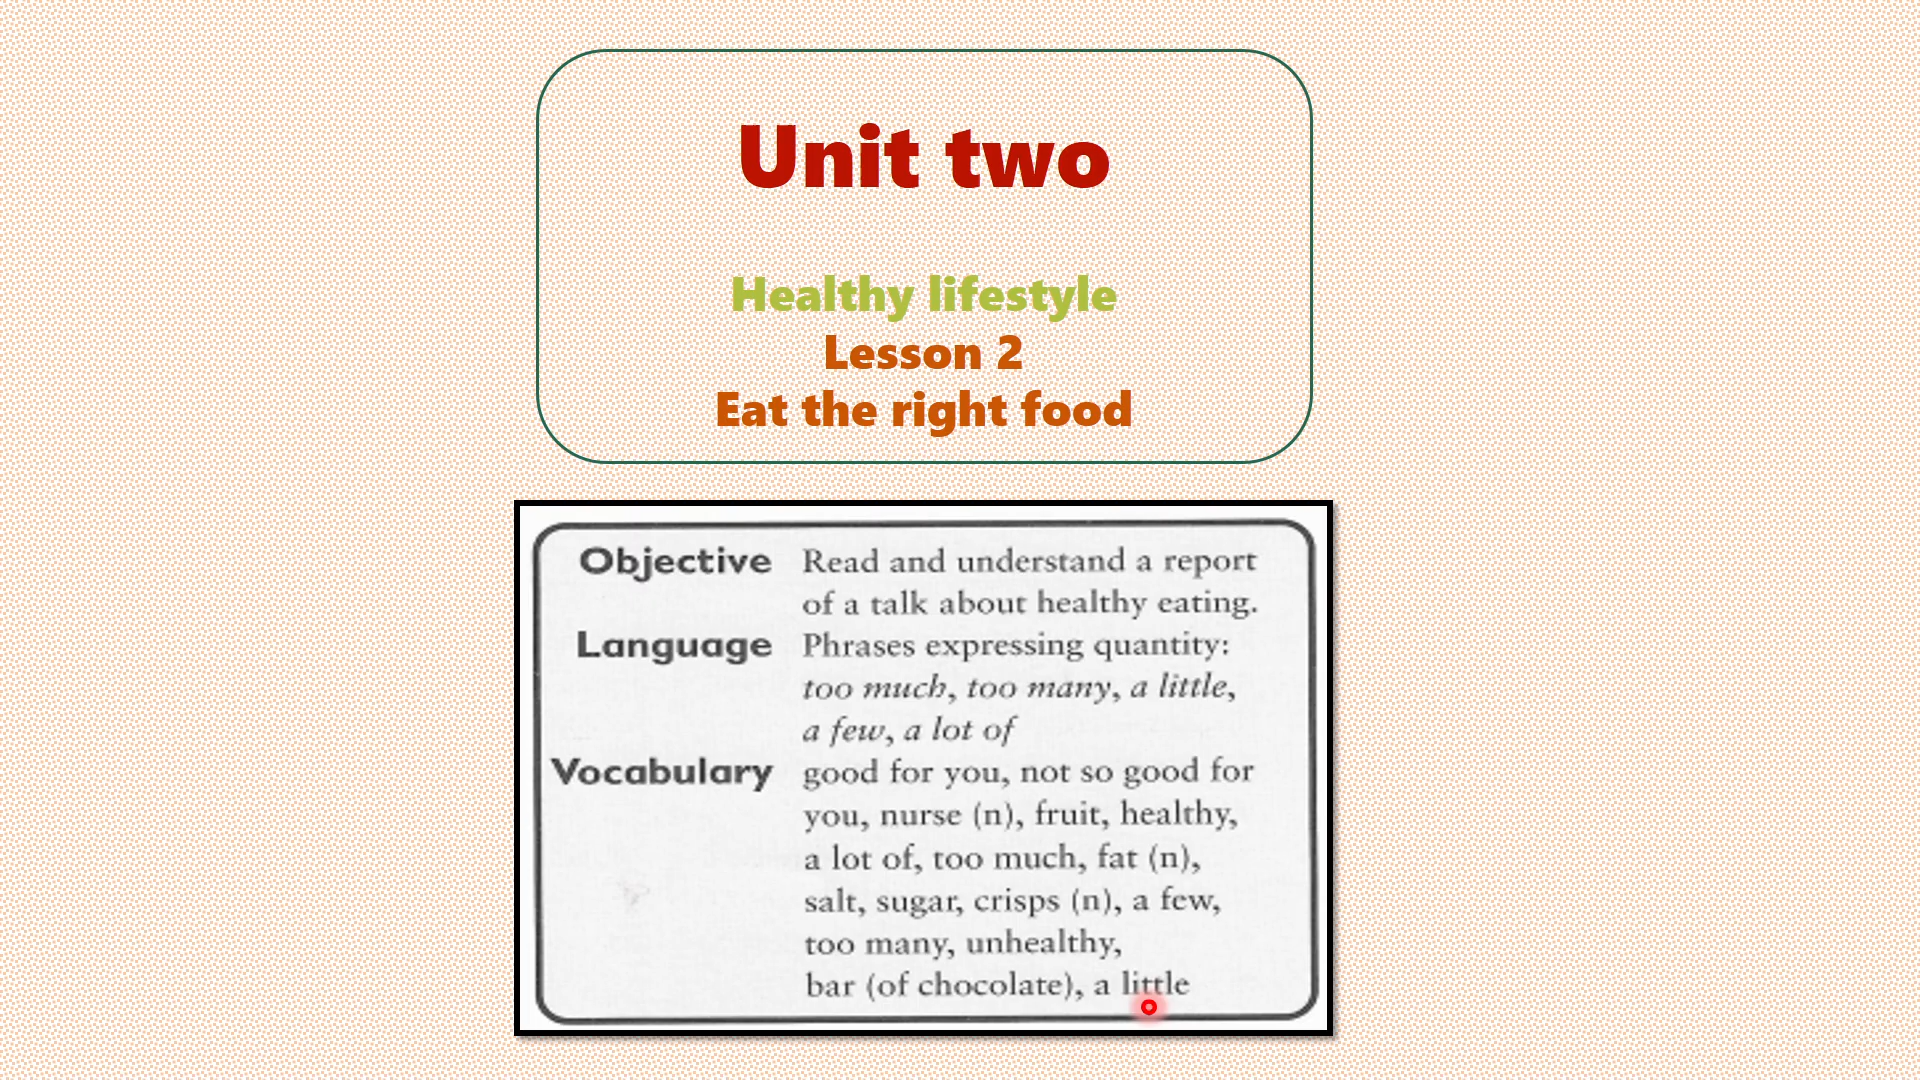 Unit two
Healthy lifestyle
Lesson 2
Eat the right food
Objective Read and understand a report
of a talk about healthy eating.
Language Phrases expressing quantity:
too much, too many, a little,
a few, a lot of
Vocabulary good for you, not so good for
you, nurse (n), fruit, healthy,
a lot of, too much, fat (n),
salt, sugar, crisps (n), a few,
too many, unhealthy,
bar (of chocolate), a little